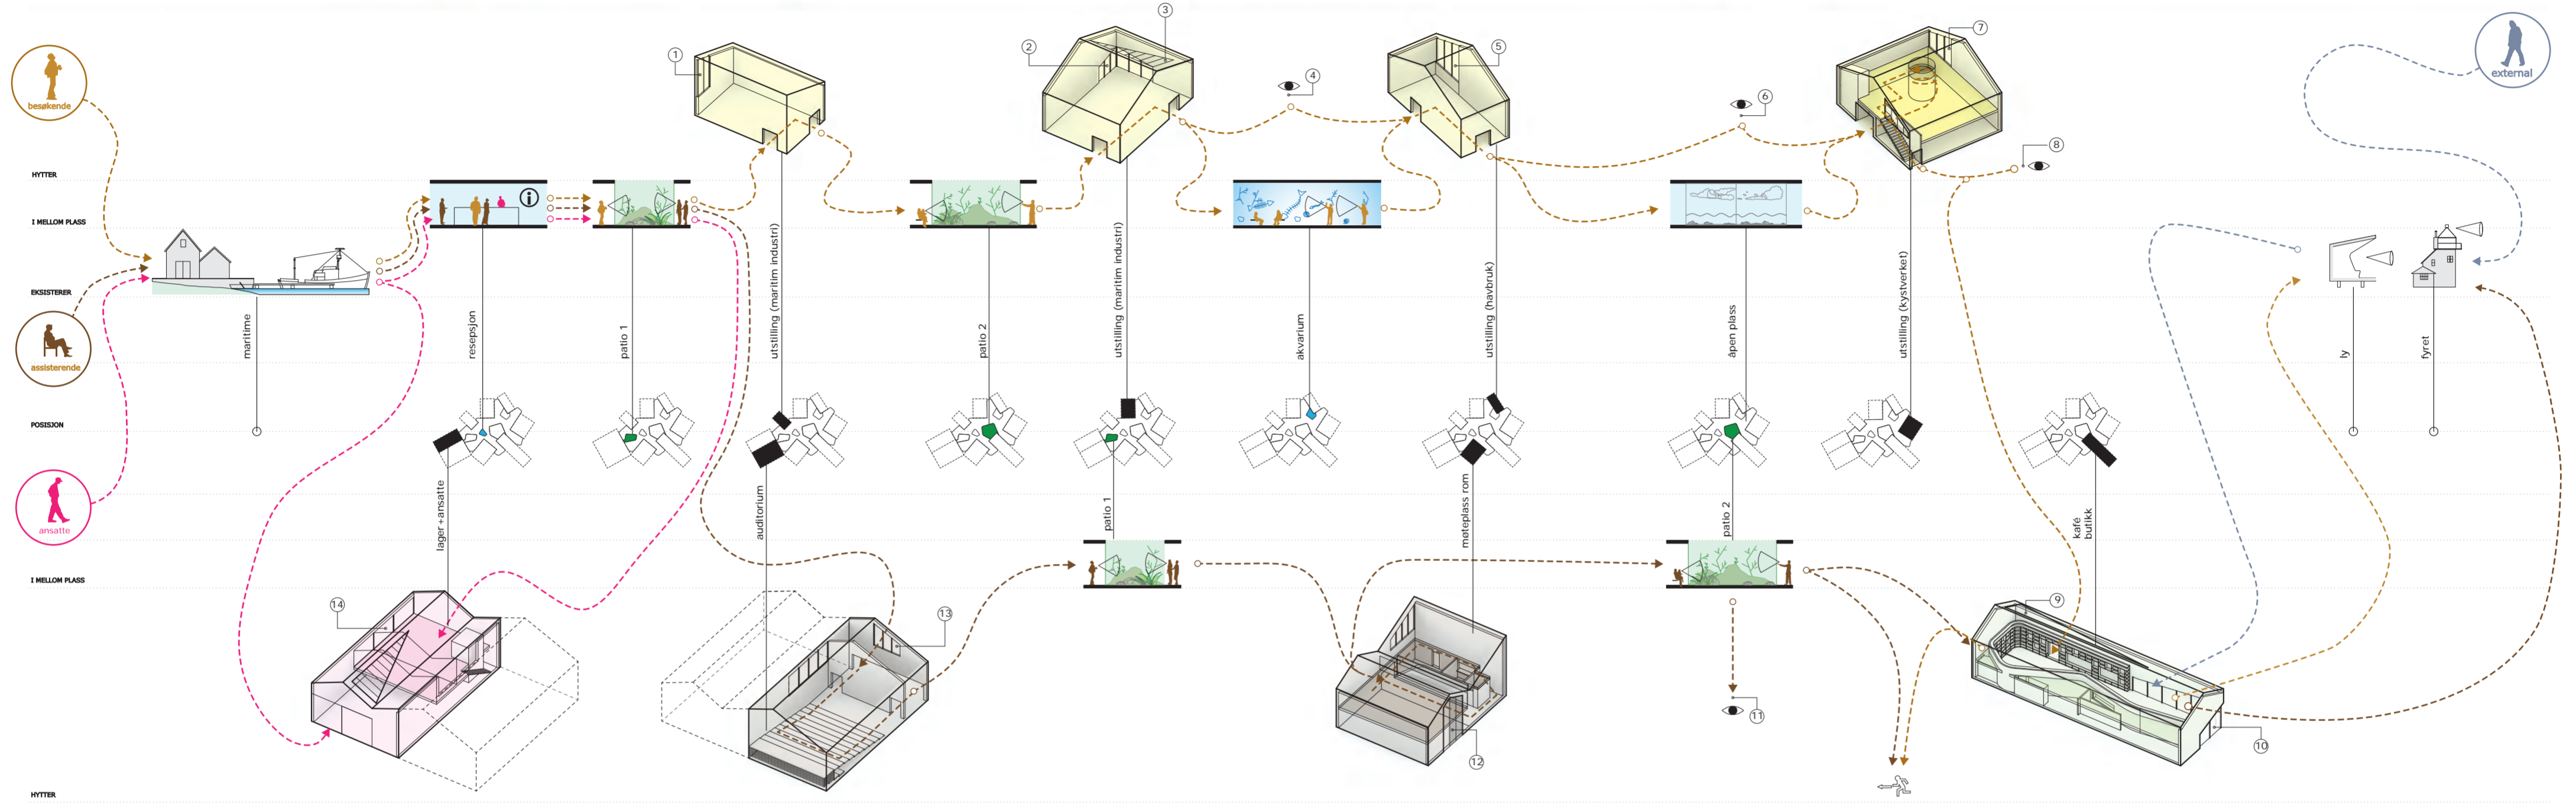 3
1
2
5
7
4
6
8
besøkende
external
HYTTER
I MELLOM PLASS
EKSISTERER
maritime
resepsjon
patio 1
utstilling (maritim industri)
patio 2
utstilling (maritim industri)
akvarium
utstilling (havbruk)
åpen plass
utstilling (kystverket)
ly
fyret
assisterende
POSISJON
ansatte
lager+ansatte
auditorium
patio 1
møteplass rom
patio 2
kafé
butikk
I MELLOM PLASS
14
13
9
11
12
10
HYTTER